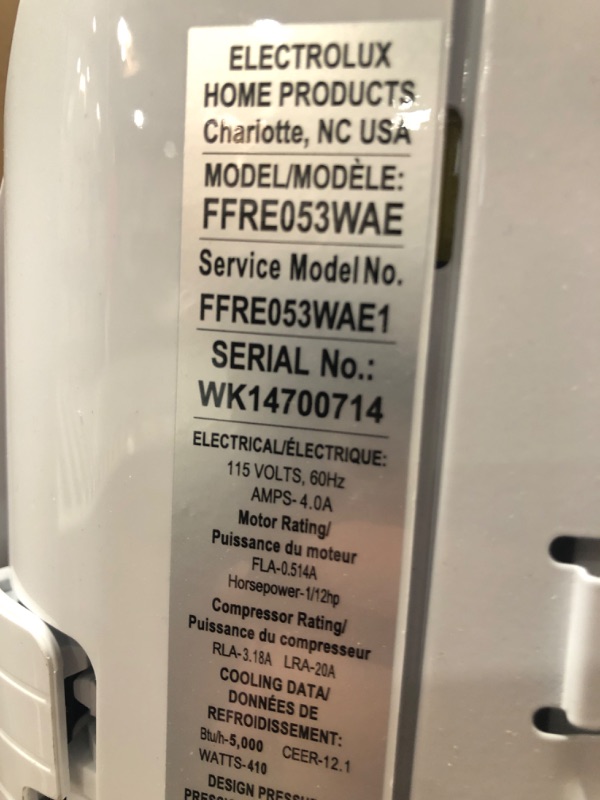 ELECTROLUX
HOME PRODUCTS
Charlotte, NC USA
MODEL/MODÈLE:
FFRE053WAE
Service Model No.
FFRE053WAE1
SERIAL No.:
WK14700714
ELECTRICAL/ÉLECTRIQUE:
115 VOLTS, 60Hz
AMPS-4.0A
Motor Rating/
Puissance du moteur
FLA-0.514A
Horsepower-1/12hp
Compressor Rating/
Puissance du compresseur
RLA-3.18A LRA-20A
COOLING DATA/
DONNÉES DE
REFROIDISSEMENT:
Btu/h-5,000 CEER-12.1
WATTS-410
DESIGN